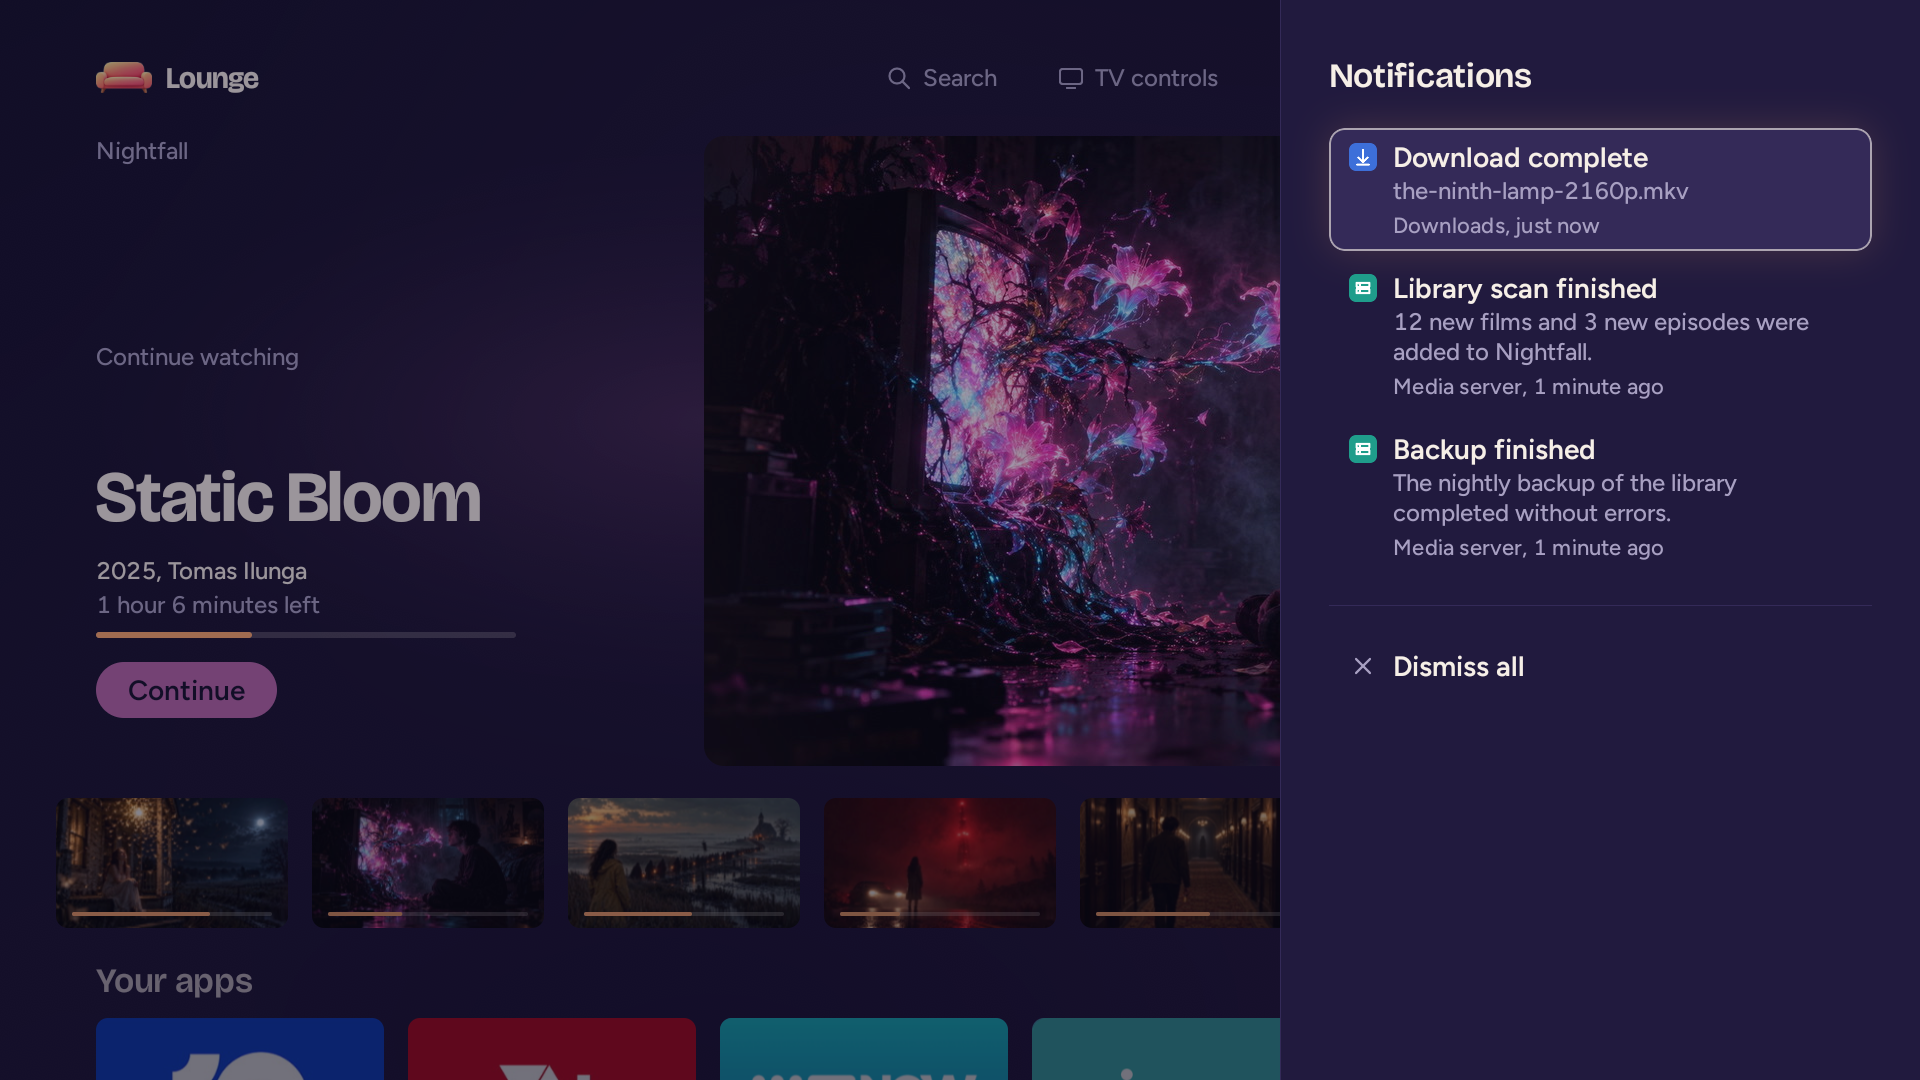 Lounge
Search
TV controls
Nightfall
Continue watching
Static Bloom
2025, Tomas Ilunga
1 hour 6 minutes left
Continue
Your apps
Notifications
Download complete
the-ninth-lamp-2160p.mkv
Downloads, just now
Library scan finished
12 new films and 3 new episodes were
added to Nightfall.
Media server, 1 minute ago
Backup finished
The nightly backup of the library
completed without errors.
Media server, 1 minute ago
Dismiss all